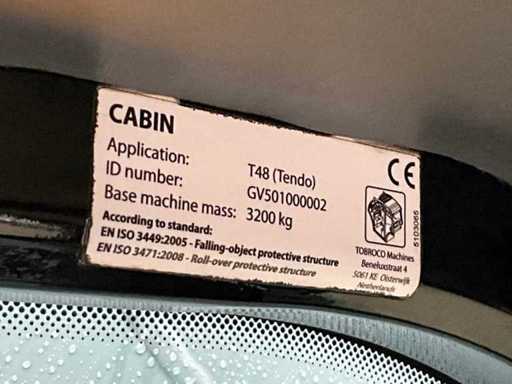 CABIN
Application: T48 (Tendo)
ID number: GV501000002
Base machine mass: 3200 kg
According to standard:
EN ISO 3449:2005 - Falling-object protective structure
EN ISO 3471:2008 - Roll-over protective structure
CE
5103065
TOBROCO Machines
Beneluxstraat 4
5061 KE Oisterwijk
Netherlands